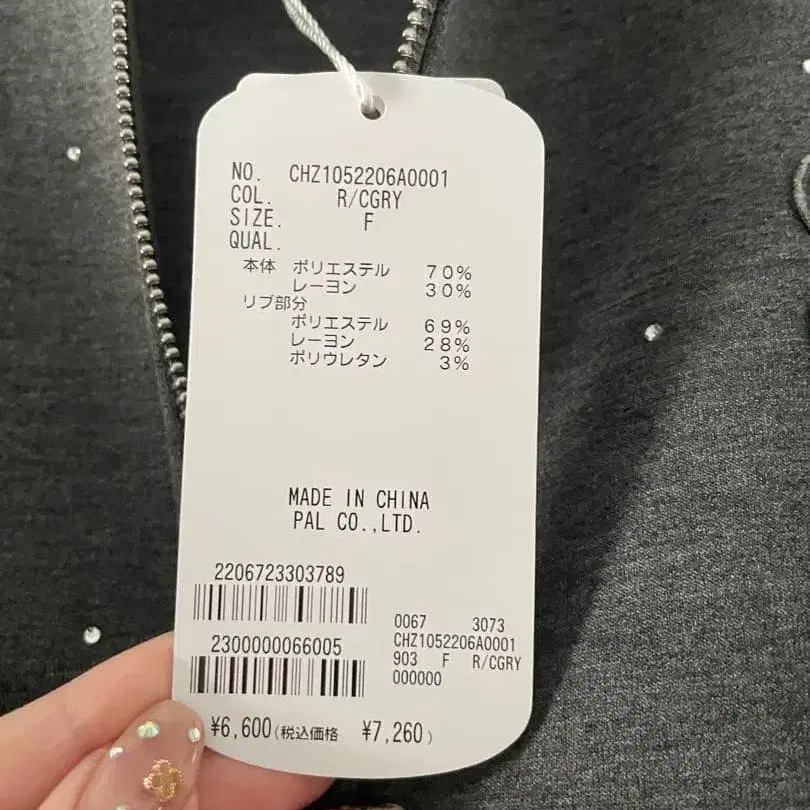 NO. CHZ1052206A0001
COL. R/CGRY
SIZE. F
QUAL.
本体 ポリエステル 70%
レーヨン 30%
リブ部分
ポリエステル 69%
レーヨン 28%
ポリウレタン 3%
MADE IN CHINA
PAL CO.,LTD.
2206723303789
2300000066005
0067 3073
CHZ1052206A0001
903 F R/CGRY
000000
¥6,600(税込価格 ¥7,260)